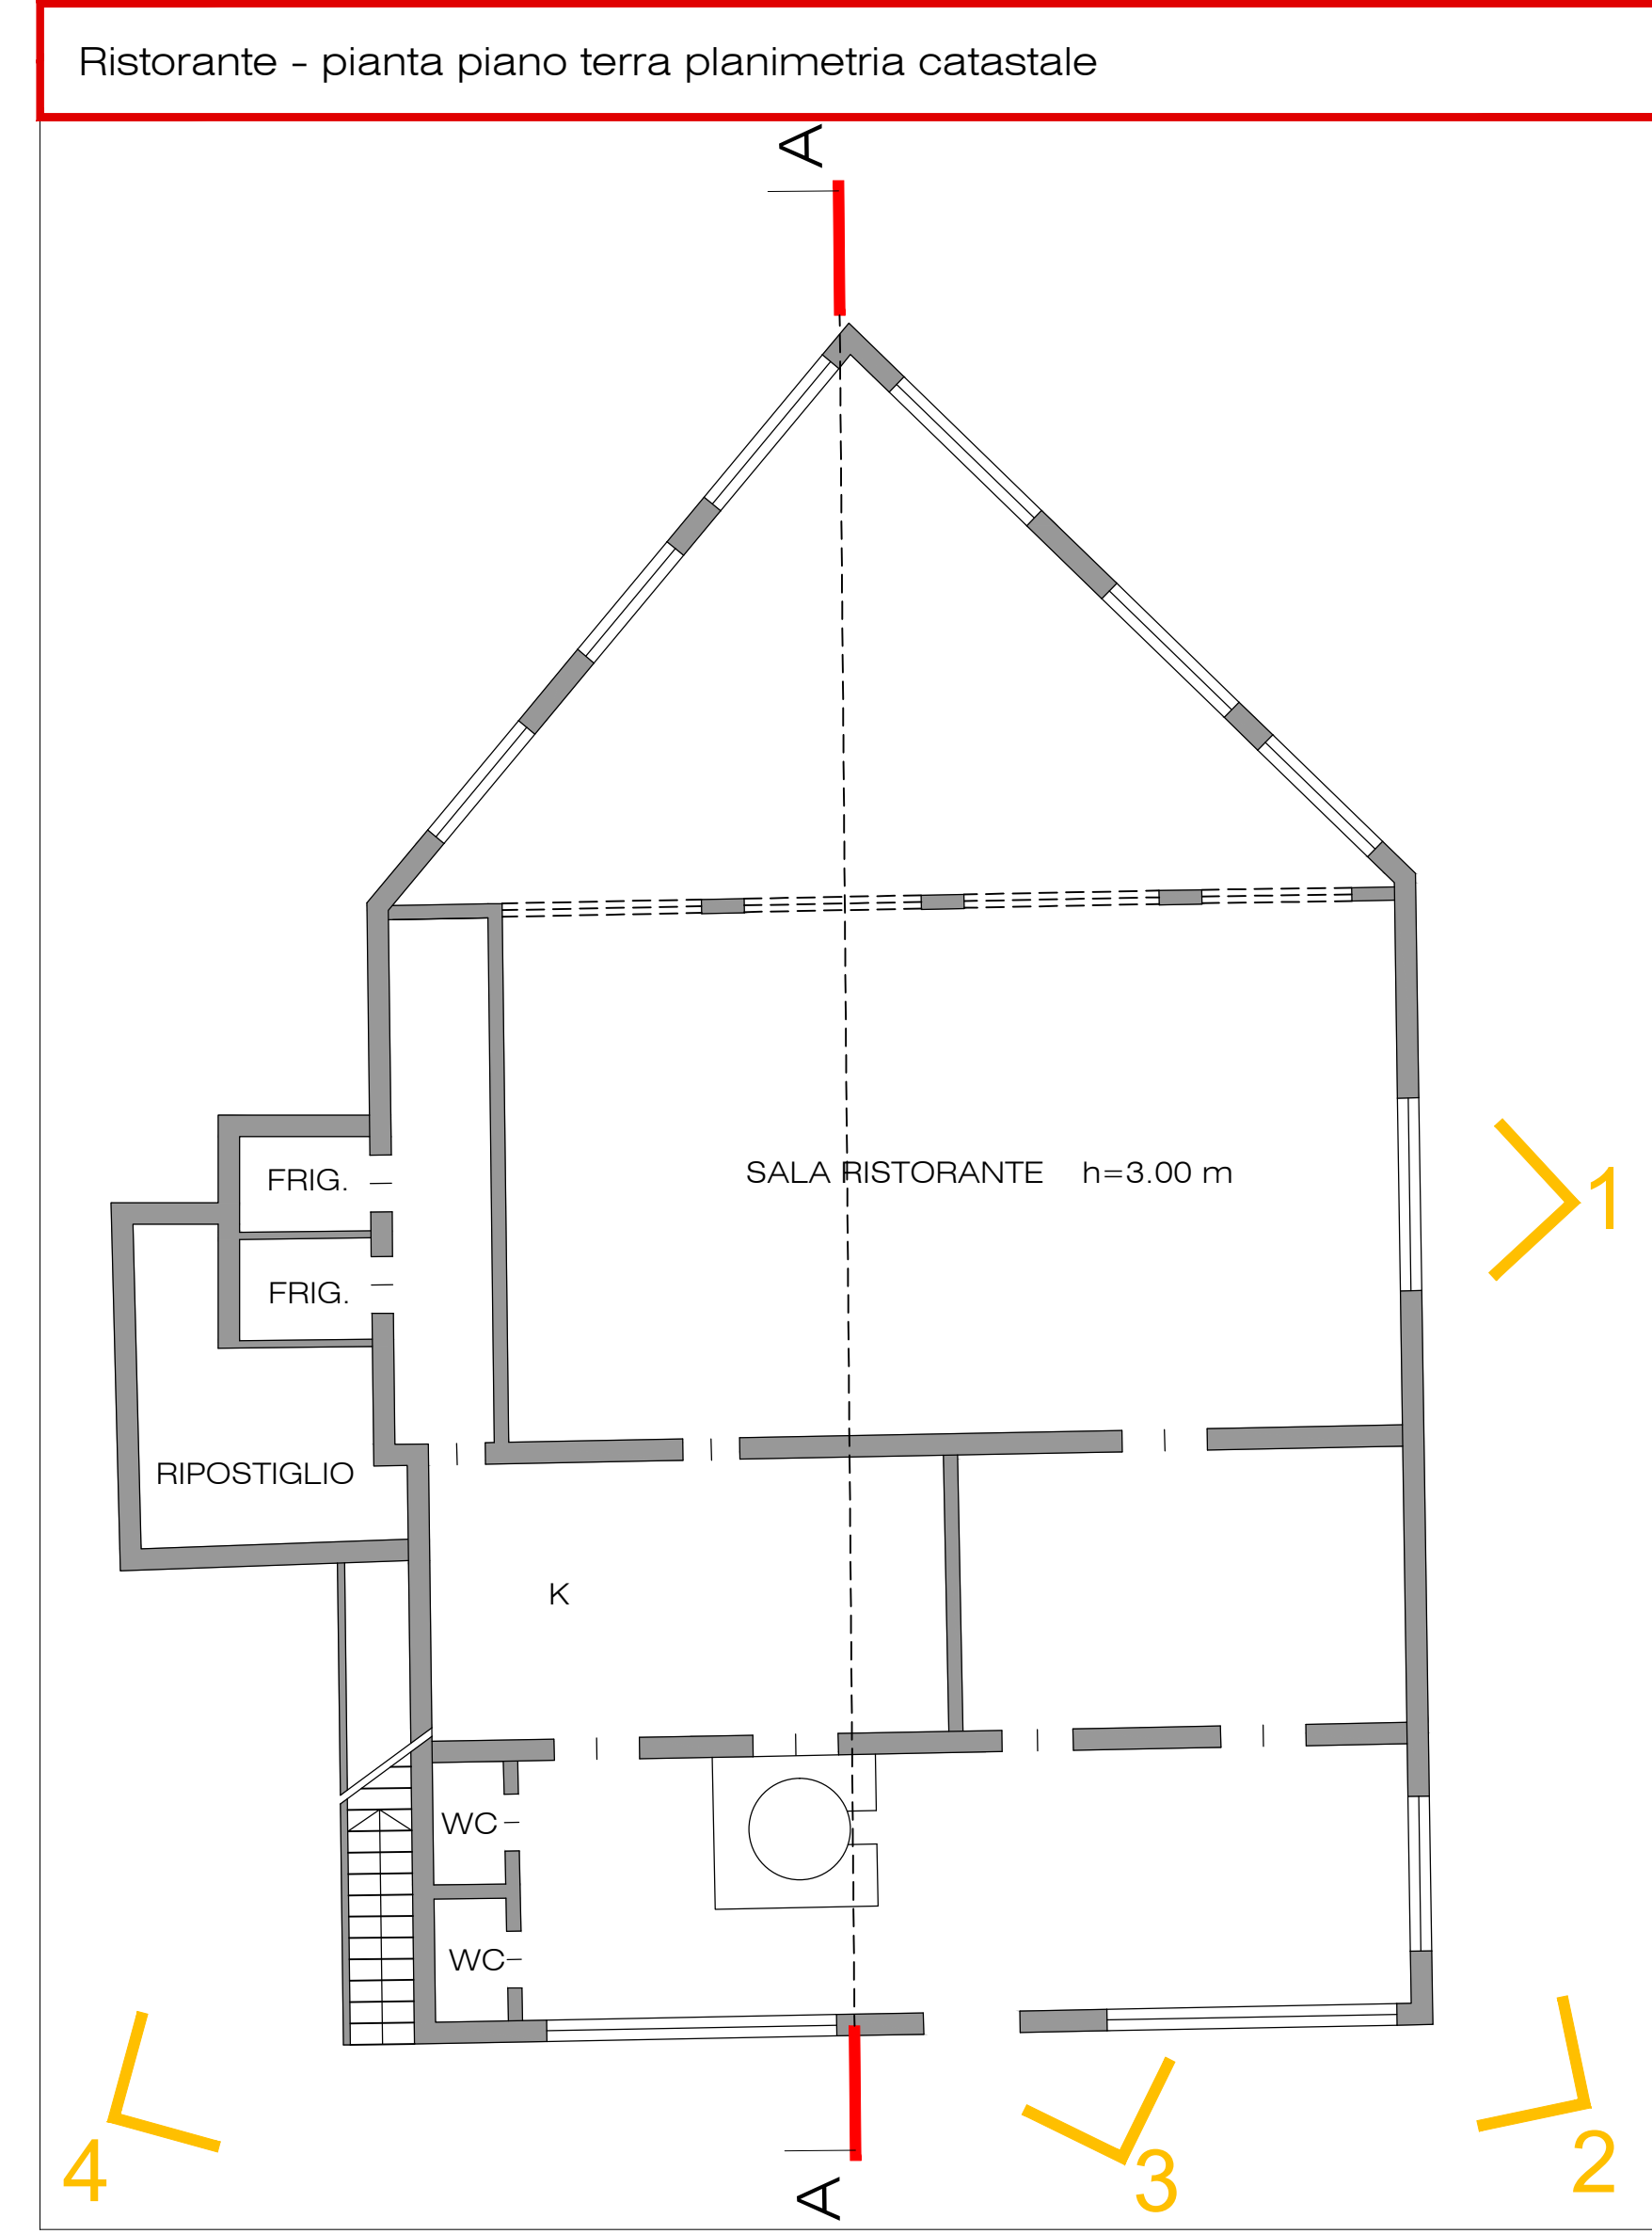 Ristorante - pianta piano terra planimetria catastale
A
FRIG.
SALA RISTORANTE h=3.00 m
1
FRIG.
RIPOSTIGLIO
K
WC
WC
4
3
2
A